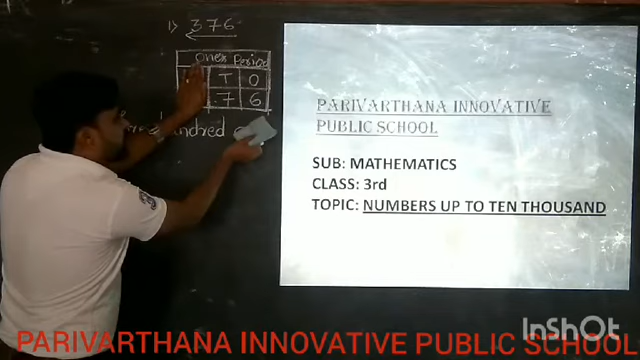 1) 376
Ones Period
T O
7 6
hundred
PARIVARTHANA INNOVATIVE
PUBLIC SCHOOL
SUB: MATHEMATICS
CLASS: 3rd
TOPIC: NUMBERS UP TO TEN THOUSAND
InShOt
PARIVARTHANA INNOVATIVE PUBLIC SCHOOL